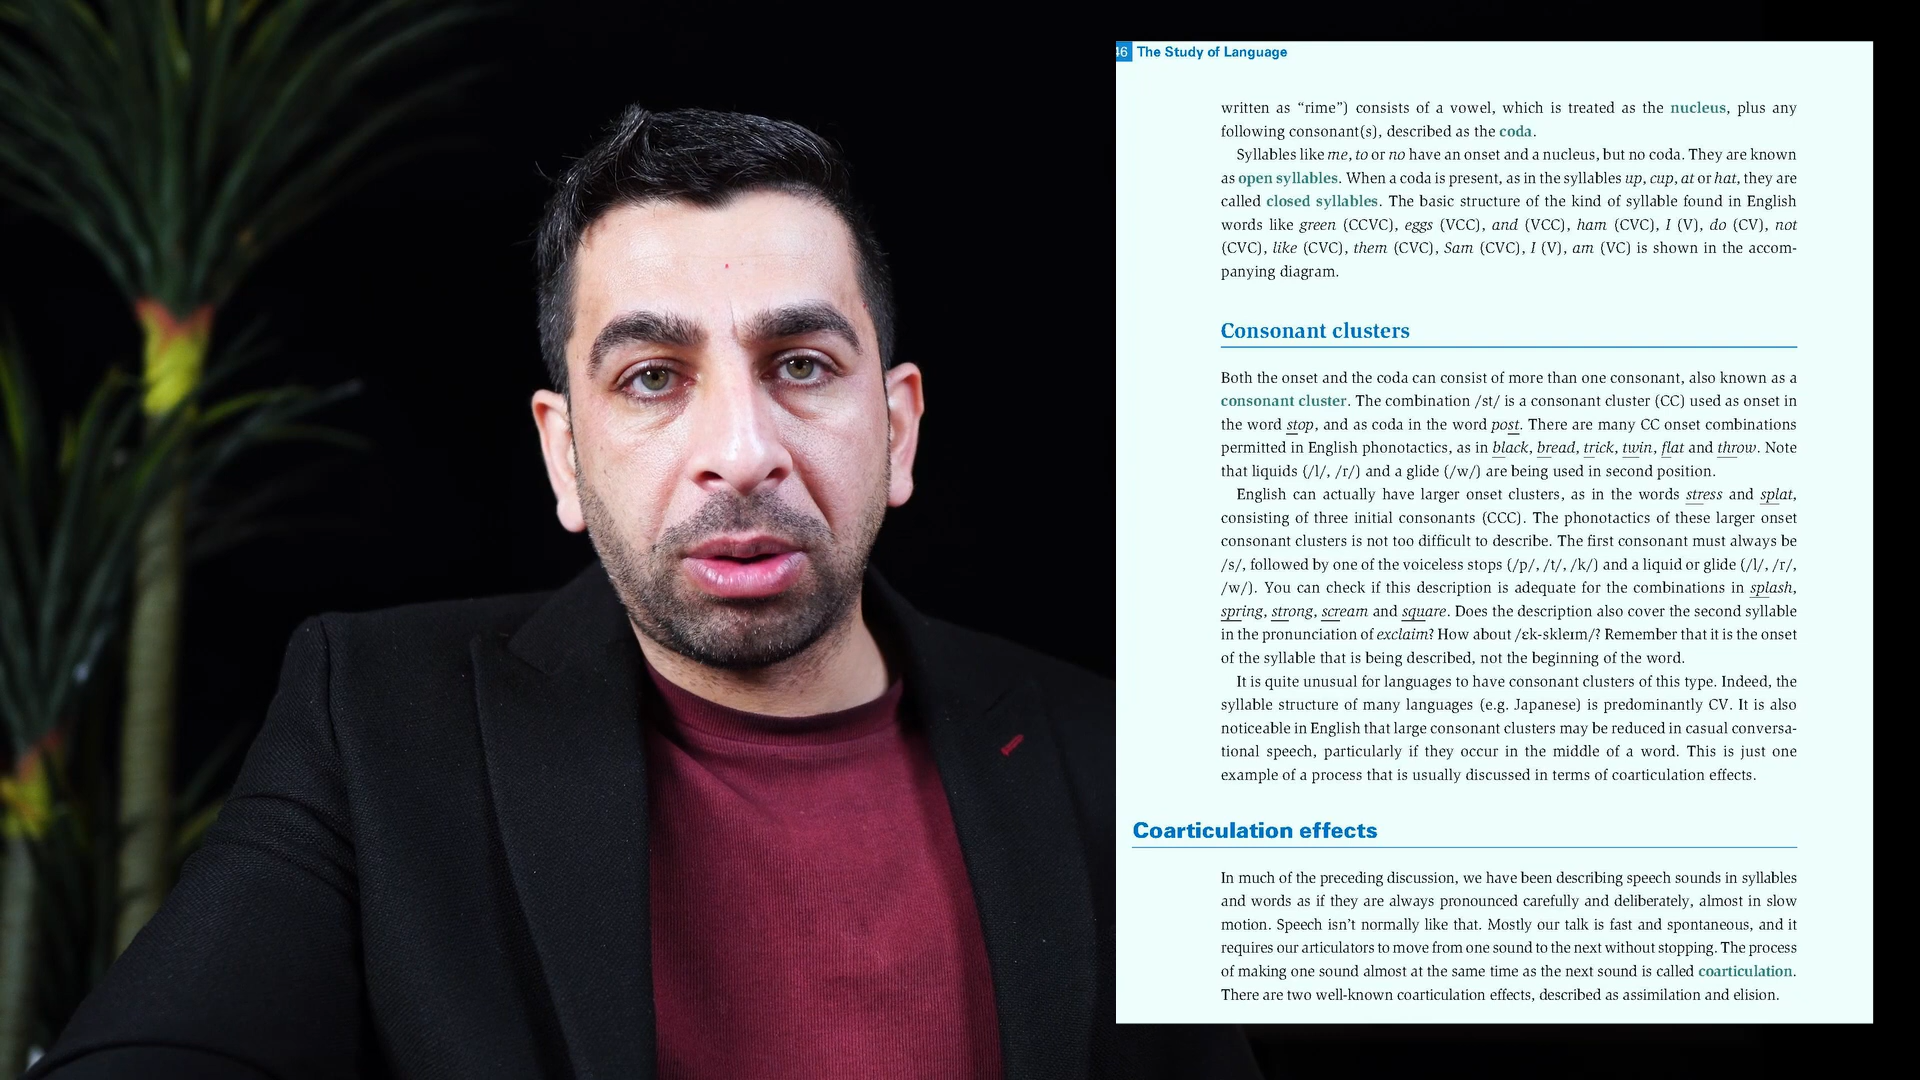 46 The Study of Language
written as “rime”) consists of a vowel, which is treated as the nucleus, plus any
following consonant(s), described as the coda.
Syllables like me, to or no have an onset and a nucleus, but no coda. They are known
as open syllables. When a coda is present, as in the syllables up, cup, at or hat, they are
called closed syllables. The basic structure of the kind of syllable found in English
words like green (CCVC), eggs (VCC), and (VCC), ham (CVC), I (V), do (CV), not
(CVC), like (CVC), them (CVC), Sam (CVC), I (V), am (VC) is shown in the accom-
panying diagram.
Consonant clusters
Both the onset and the coda can consist of more than one consonant, also known as a
consonant cluster. The combination /st/ is a consonant cluster (CC) used as onset in
the word stop, and as coda in the word post. There are many CC onset combinations
permitted in English phonotactics, as in black, bread, trick, twin, flat and throw. Note
that liquids (/l/, /r/) and a glide (/w/) are being used in second position.
English can actually have larger onset clusters, as in the words stress and splat,
consisting of three initial consonants (CCC). The phonotactics of these larger onset
consonant clusters is not too difficult to describe. The first consonant must always be
/s/, followed by one of the voiceless stops (/p/, /t/, /k/) and a liquid or glide (/l/, /r/,
/w/). You can check if this description is adequate for the combinations in splash,
spring, strong, scream and square. Does the description also cover the second syllable
in the pronunciation of exclaim? How about /ɛk-skleɪm/? Remember that it is the onset
of the syllable that is being described, not the beginning of the word.
It is quite unusual for languages to have consonant clusters of this type. Indeed, the
syllable structure of many languages (e.g. Japanese) is predominantly CV. It is also
noticeable in English that large consonant clusters may be reduced in casual conversa-
tional speech, particularly if they occur in the middle of a word. This is just one
example of a process that is usually discussed in terms of coarticulation effects.
Coarticulation effects
In much of the preceding discussion, we have been describing speech sounds in syllables
and words as if they are always pronounced carefully and deliberately, almost in slow
motion. Speech isn’t normally like that. Mostly our talk is fast and spontaneous, and it
requires our articulators to move from one sound to the next without stopping. The process
of making one sound almost at the same time as the next sound is called coarticulation.
There are two well-known coarticulation effects, described as assimilation and elision.